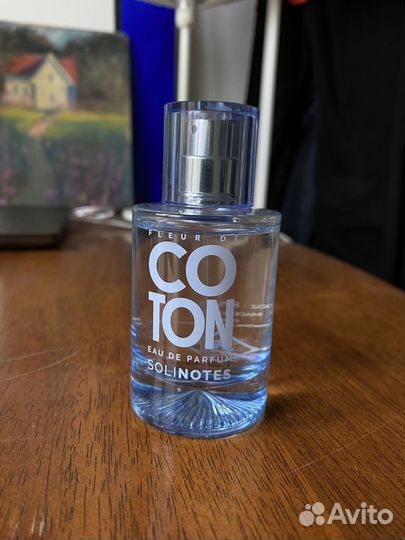 FLEUR DE
CO
TON
EAU DE PARFUM
SOLINOTES
Avito